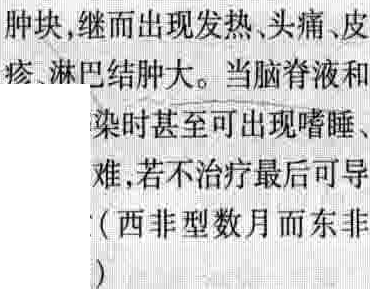 肿块,继而出现发热、头痛、皮
疹、淋巴结肿大。当脑脊液和
染时甚至可出现嗜睡、
难,若不治疗最后可导
(西非型数月而东非
)